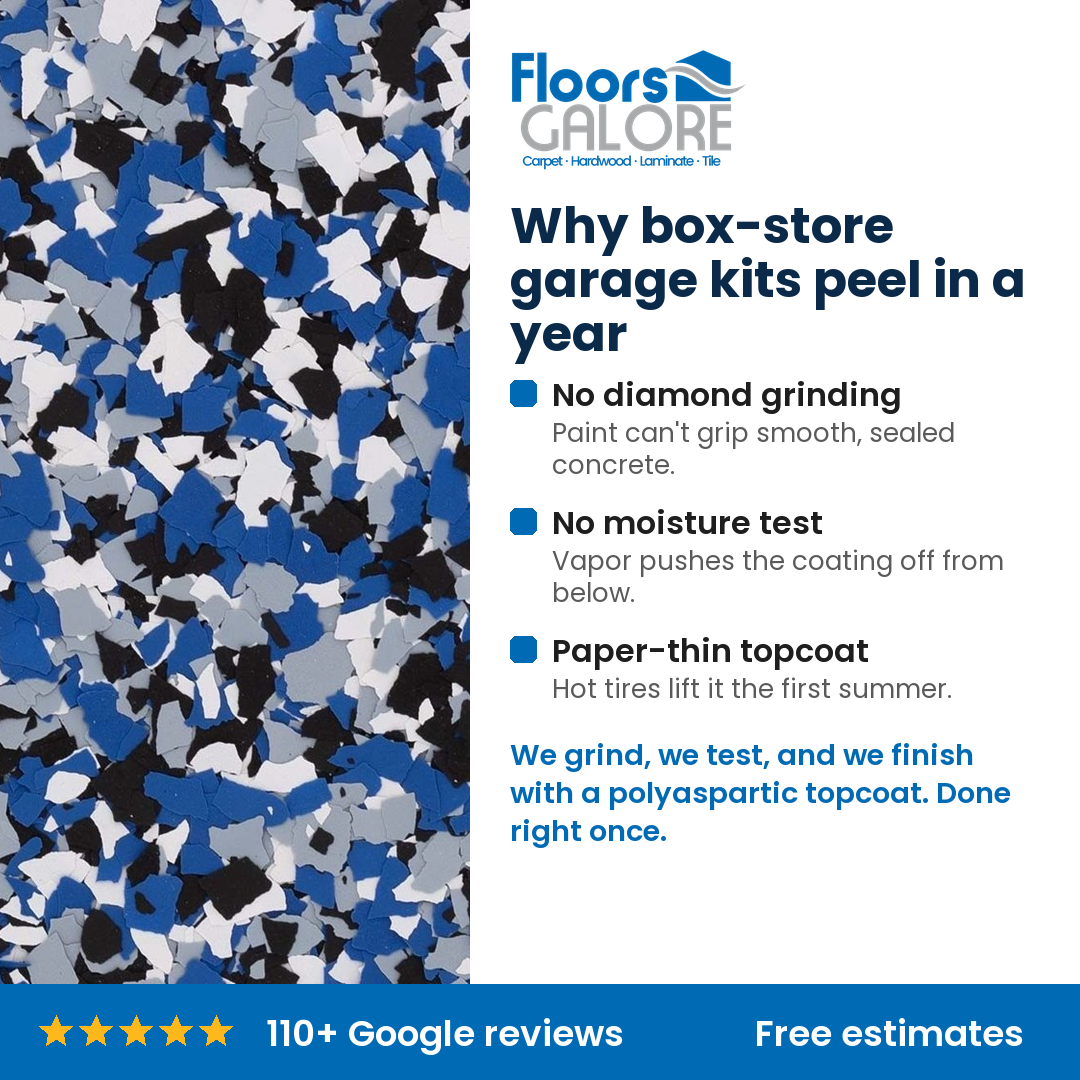 Floors
GALORE
Carpet · Hardwood · Laminate · Tile
Why box-store
garage kits peel in a
year
No diamond grinding
Paint can't grip smooth, sealed
concrete.
No moisture test
Vapor pushes the coating off from
below.
Paper-thin topcoat
Hot tires lift it the first summer.
We grind, we test, and we finish
with a polyaspartic topcoat. Done
right once.
110+ Google reviews
Free estimates